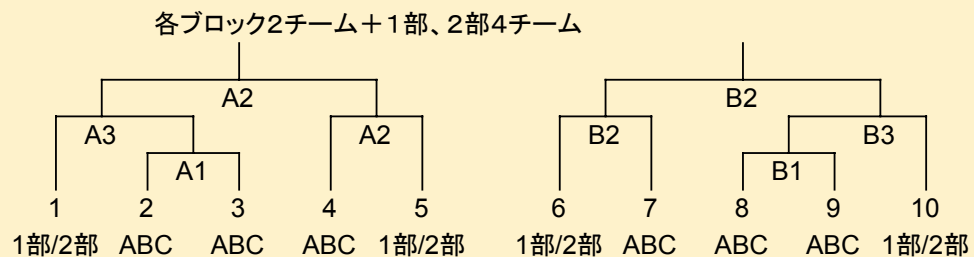 各ブロック2チーム＋1部、2部4チーム
A2 B2
A3 A2 B2 B3
A1 B1
1 2 3 4 5 6 7 8 9 10
1部/2部 ABC ABC ABC 1部/2部 1部/2部 ABC ABC ABC 1部/2部